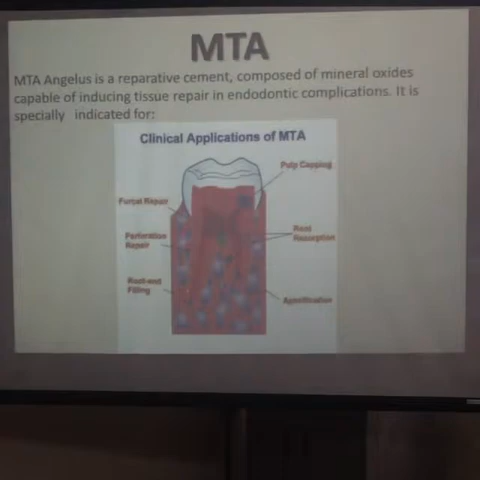 MTA
MTA Angelus is a reparative cement, composed of mineral oxides
capable of inducing tissue repair in endodontic complications. It is
specially indicated for:
Clinical Applications of MTA
Pulp Capping
Furcal Repair
Perforation
Repair
Root
Resorption
Root-end
Filling
Apexification